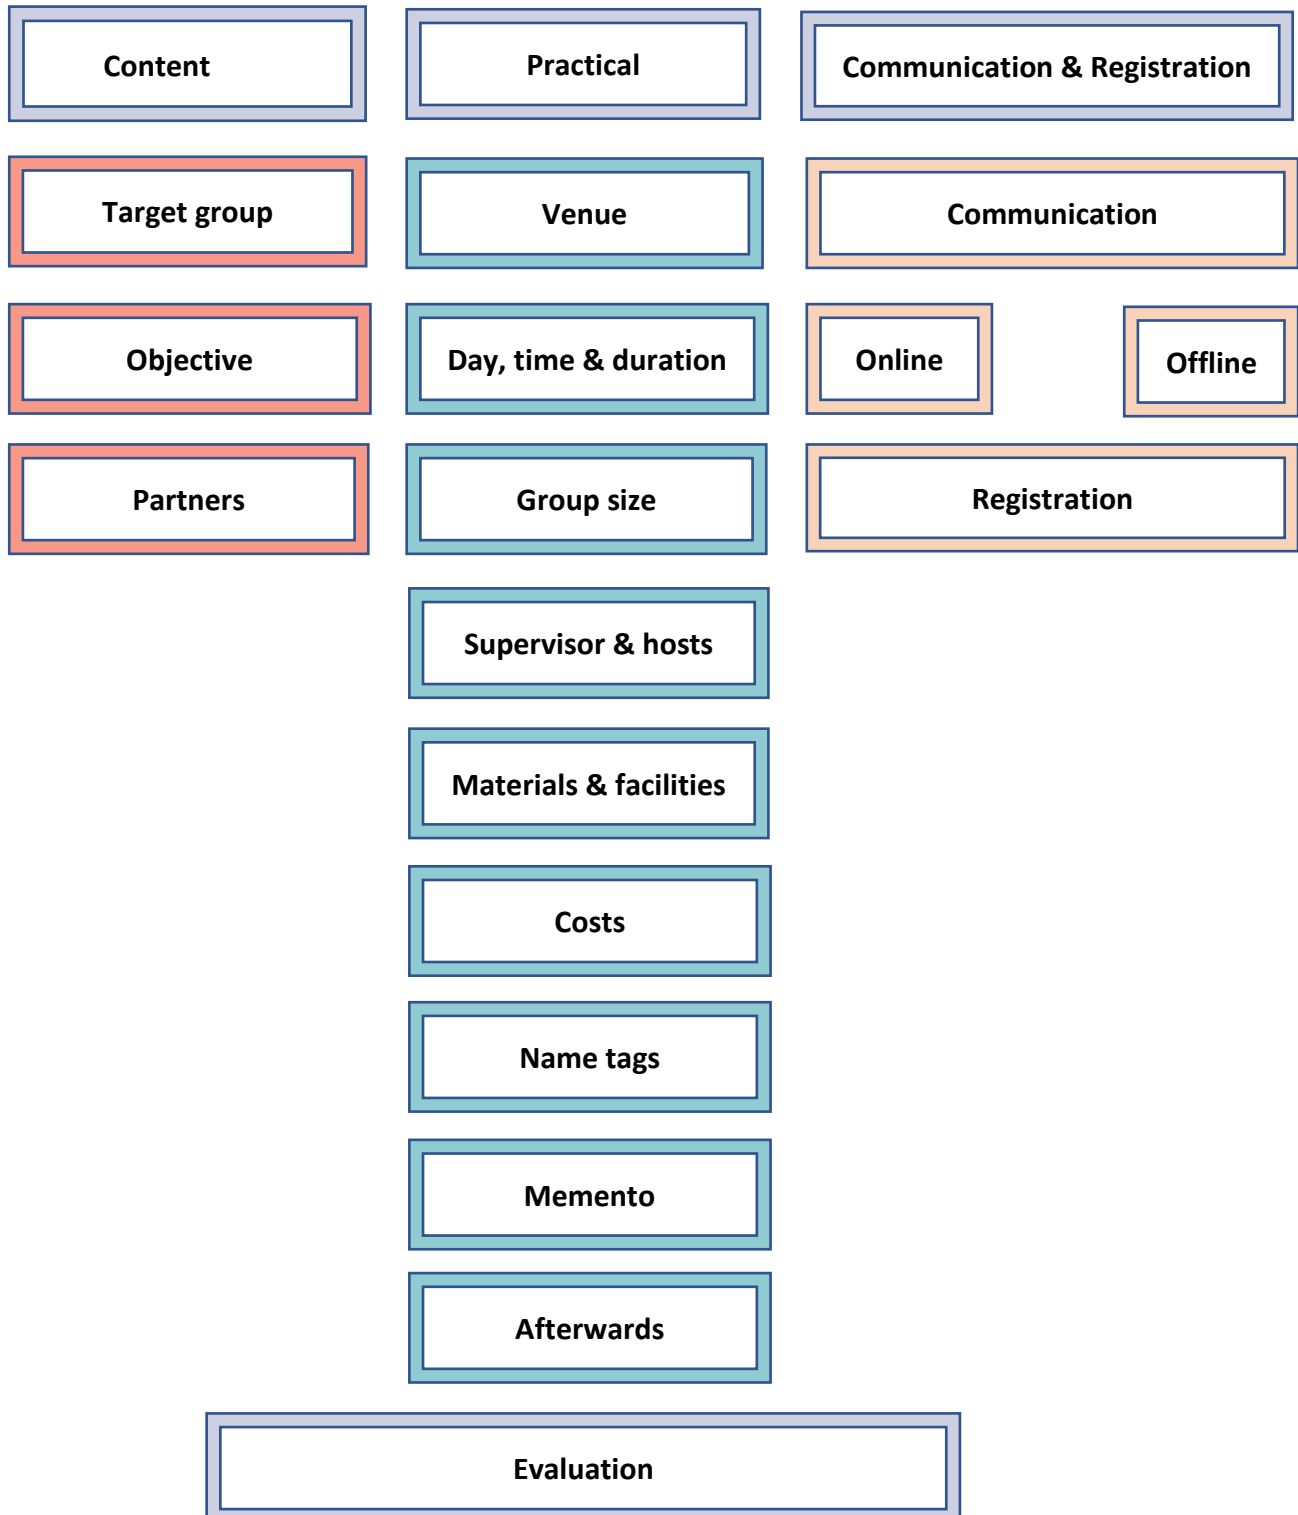 Content
Practical
Communication & Registration
Target group
Venue
Communication
Objective
Day, time & duration
Online
Offline
Partners
Group size
Registration
Supervisor & hosts
Materials & facilities
Costs
Name tags
Memento
Afterwards
Evaluation